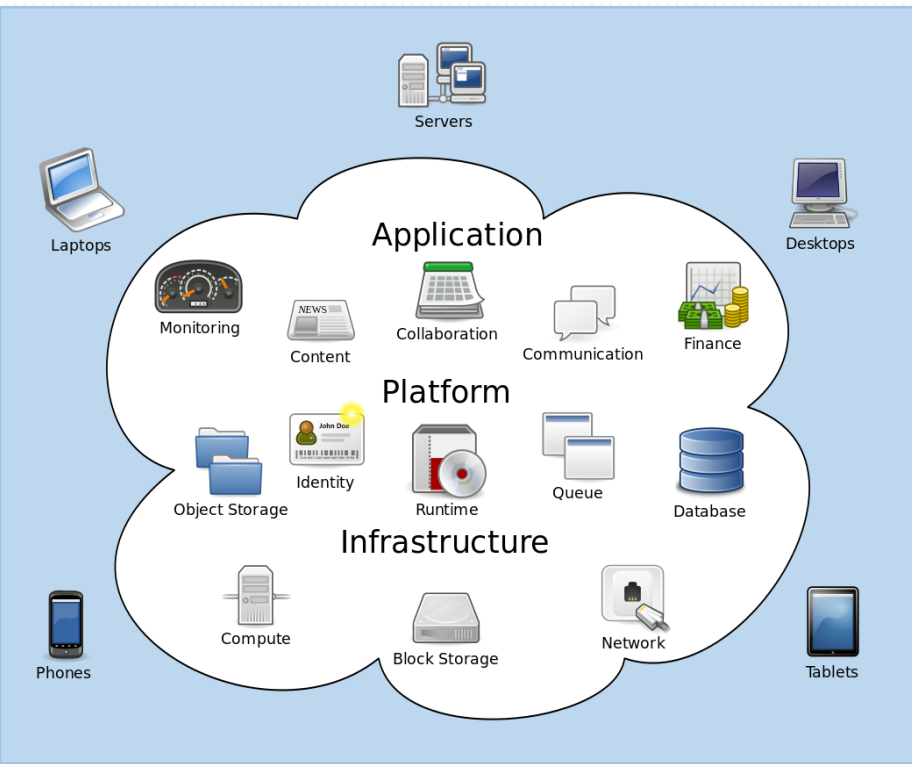 Servers
Laptops
Desktops
Application
Monitoring
NEWS
Content
Collaboration
Communication
Finance
Platform
John Doe
Object Storage
Identity
Runtime
Queue
Database
Infrastructure
Compute
Block Storage
Network
Phones
Tablets